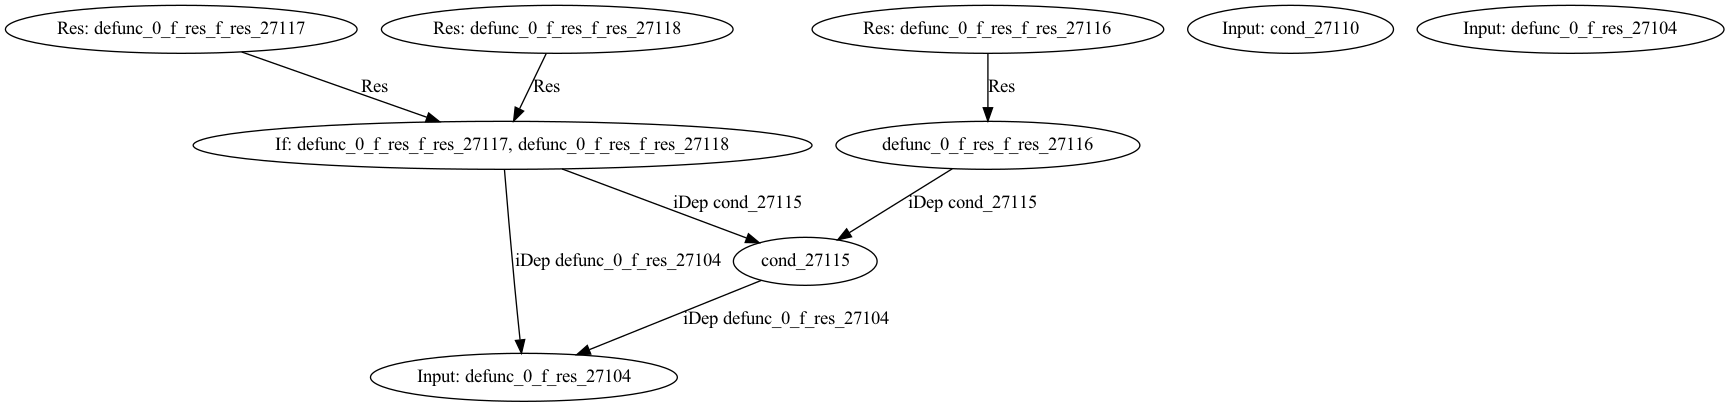 Res: defunc_0_f_res_f_res_27117
Res: defunc_0_f_res_f_res_27118
Res: defunc_0_f_res_f_res_27116
Input: cond_27110
Input: defunc_0_f_res_27104
Res
Res
Res
If: defunc_0_f_res_f_res_27117, defunc_0_f_res_f_res_27118
defunc_0_f_res_f_res_27116
iDep cond_27115
iDep cond_27115
iDep defunc_0_f_res_27104
cond_27115
iDep defunc_0_f_res_27104
Input: defunc_0_f_res_27104